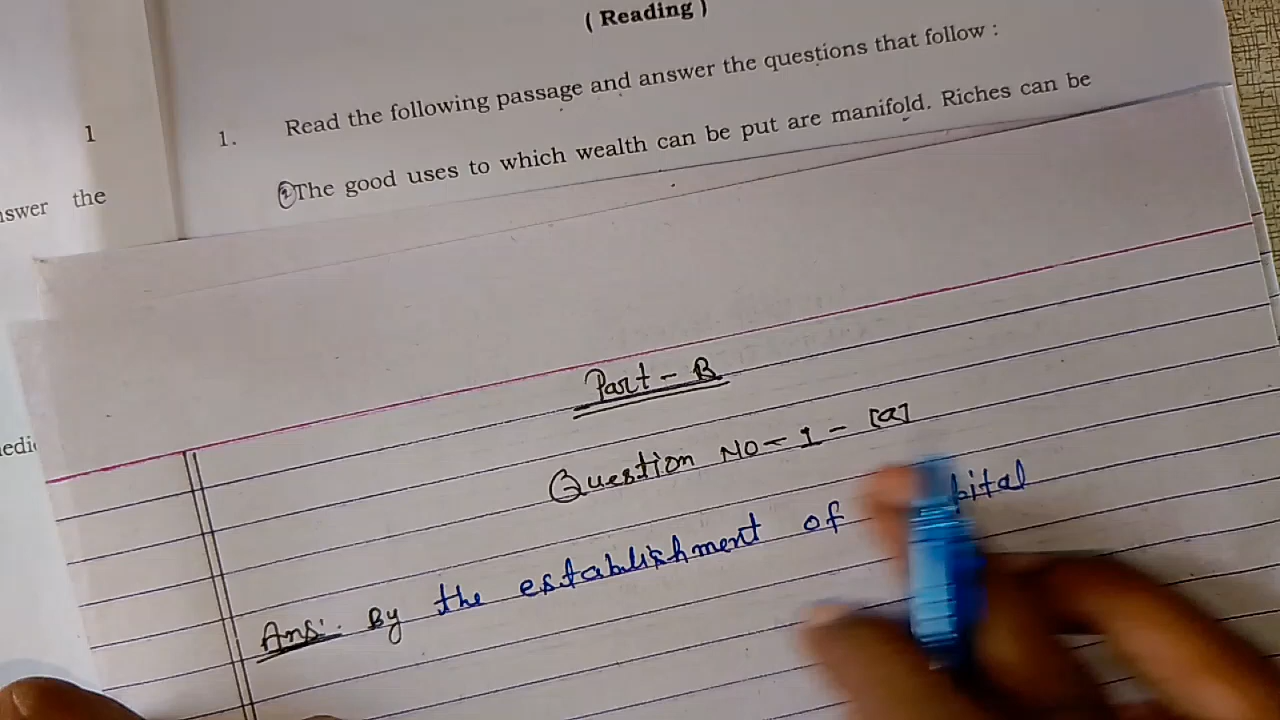 ( Reading )
1. Read the following passage and answer the questions that follow :
The good uses to which wealth can be put are manifold. Riches can be
1
the
Part - B
Question No - 1 - [a]
Ans:. By the establishment of